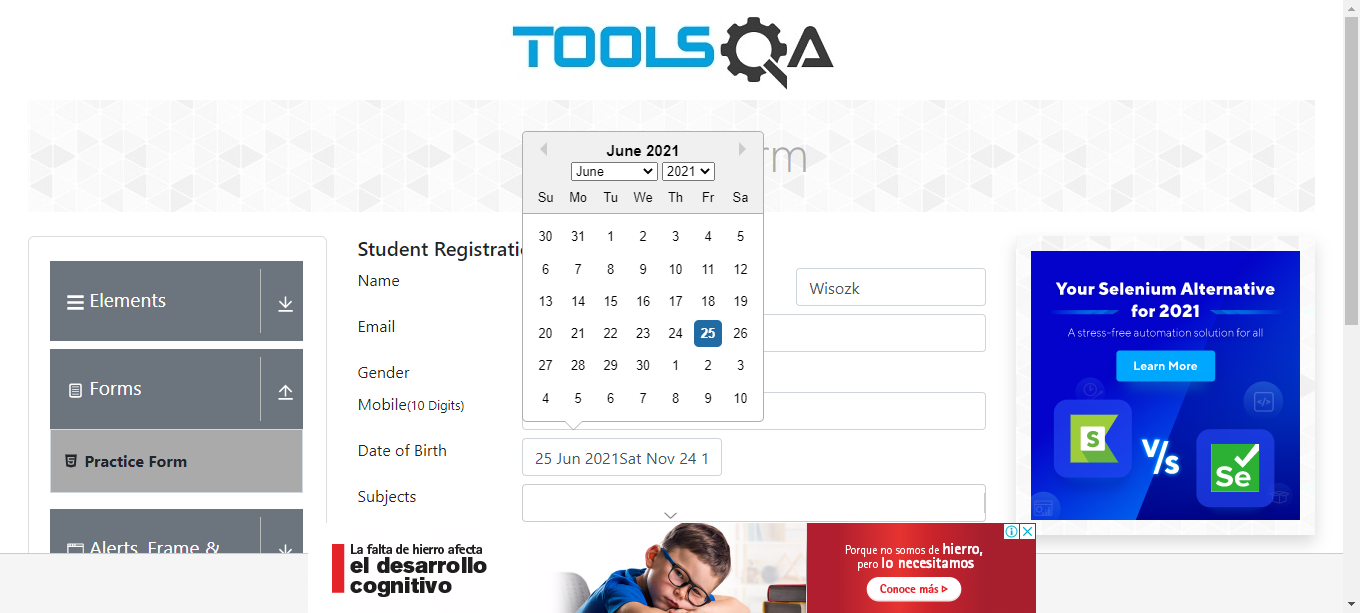 TOOLSQA
rm
June 2021
June 2021
Su Mo Tu We Th Fr Sa
30 31 1 2 3 4 5
6 7 8 9 10 11 12
13 14 15 16 17 18 19
20 21 22 23 24 25 26
27 28 29 30 1 2 3
4 5 6 7 8 9 10
Elements
Forms
Practice Form
Alerts, Frame &
Student Registrati
Name
Wisozk
Email
Gender
Mobile(10 Digits)
Date of Birth
25 Jun 2021Sat Nov 24 1
Subjects
Your Selenium Alternative
for 2021
A stress-free automation solution for all
Learn More
S
V/s
Se
La falta de hierro afecta
el desarrollo
cognitivo
Porque no somos de hierro,
pero lo necesitamos
Conoce más